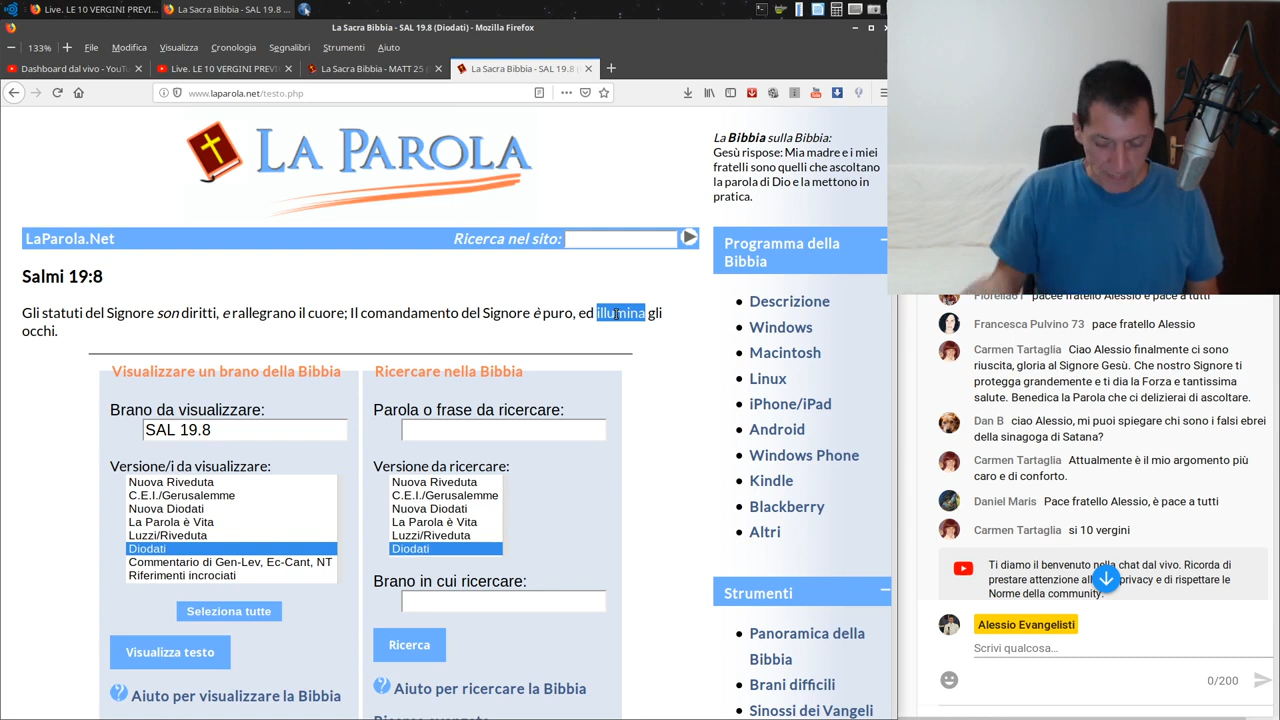 Live. LE 10 VERGINI PREVI...
La Sacra Bibbia - SAL 19.8 ...
La Sacra Bibbia - SAL 19.8 (Diodati) - Mozilla Firefox
133%
File Modifica Visualizza Cronologia Segnalibri Strumenti Aiuto
Dashboard dal vivo - YouTu
Live. LE 10 VERGINI PREVI
La Sacra Bibbia - MATT 25 (
La Sacra Bibbia - SAL 19.8 (
www.laparola.net/testo.php
LA PAROLA
La Bibbia sulla Bibbia:
Gesù rispose: Mia madre e i miei
fratelli sono quelli che ascoltano
la parola di Dio e la mettono in
pratica.
LaParola.Net
Ricerca nel sito:
Salmi 19:8
Gli statuti del Signore son diritti, e rallegrano il cuore; Il comandamento del Signore è puro, ed illumina gli
occhi.
Visualizzare un brano della Bibbia
Brano da visualizzare:
SAL 19.8
Versione/i da visualizzare:
Nuova Riveduta
C.E.I./Gerusalemme
Nuova Diodati
La Parola è Vita
Luzzi/Riveduta
Diodati
Commentario di Gen-Lev, Ec-Cant, NT
Riferimenti incrociati
Seleziona tutte
Visualizza testo
Aiuto per visualizzare la Bibbia
Ricercare nella Bibbia
Parola o frase da ricercare:
Versione da ricercare:
Nuova Riveduta
C.E.I./Gerusalemme
Nuova Diodati
La Parola è Vita
Luzzi/Riveduta
Diodati
Brano in cui ricercare:
Ricerca
Aiuto per ricercare la Bibbia
Programma della
Bibbia
Descrizione
Windows
Macintosh
Linux
iPhone/iPad
Android
Windows Phone
Kindle
Blackberry
Altri
Strumenti
Panoramica della
Bibbia
Brani difficili
Sinossi dei Vangeli
Fiorella61 pacee fratello Alessio e pace a tutti
Francesca Pulvino 73 pace fratello Alessio
Carmen Tartaglia Ciao Alessio finalmente ci sono
riuscita, gloria al Signore Gesù. Che nostro Signore ti
protegga grandemente e ti dia la Forza e tantissima
salute. Benedica la Parola che ci delizierai di ascoltare.
Dan B ciao Alessio, mi puoi spiegare chi sono i falsi ebrei
della sinagoga di Satana?
Carmen Tartaglia Attualmente è il mio argomento più
caro e di conforto.
Daniel Maris Pace fratello Alessio, è pace a tutti
Carmen Tartaglia si 10 vergini
Ti diamo il benvenuto nella chat dal vivo. Ricorda di
prestare attenzione privacy e di rispettare le
Norme della community.
Alessio Evangelisti
Scrivi qualcosa...
0/200